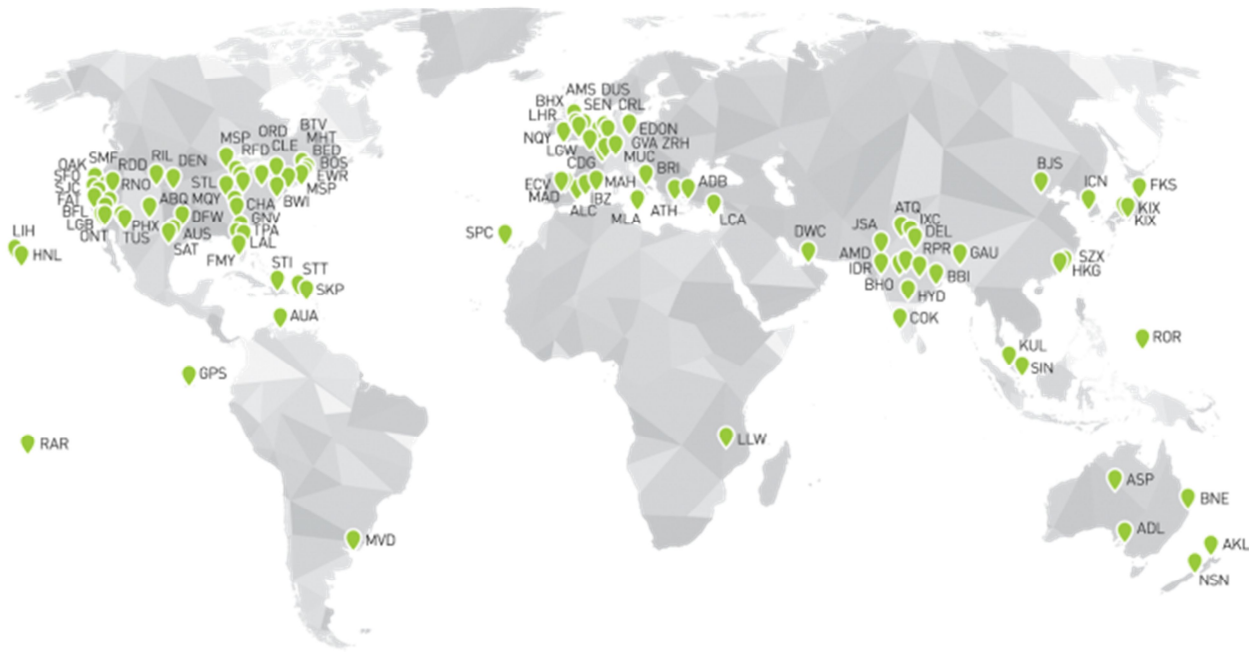 LIH
HNL
RAR
OAK
SMF
SFO
SJC
FAT
BFL
LGB
ONT
RDD
RNO
RIL
DEN
TUS
PHX
ABQ
MQY
STL
DFW
AUS
SAT
MSP
ORD
RFD
CLE
BTV
MHT
BED
BOS
EWR
MSP
BWI
CHA
GNV
TPA
LAL
FMY
STI
STT
SKP
AUA
GPS
MVD
SPC
AMS DUS
BHX
SEN CRL
LHR
NQY
EDON
LGW
GVA ZRH
CDG
MUC
BRI
ECV
MAH
ADB
MAD
IBZ
ALC
MLA
ATH
LCA
DWC
LLW
ATQ
JSA
IXC
DEL
AMD
RPR
GAU
IDR
BHO
BBI
HYD
COK
BJS
ICN
FKS
KIX
KIX
SZX
HKG
ROR
KUL
SIN
ASP
BNE
ADL
AKL
NSN